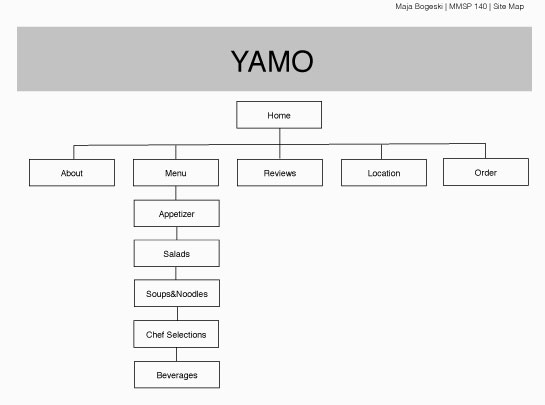 Maja Bogeski | MMSP 140 | Site Map
YAMO
Home
About
Menu
Reviews
Location
Order
Appetizer
Salads
Soups&Noodles
Chef Selections
Beverages